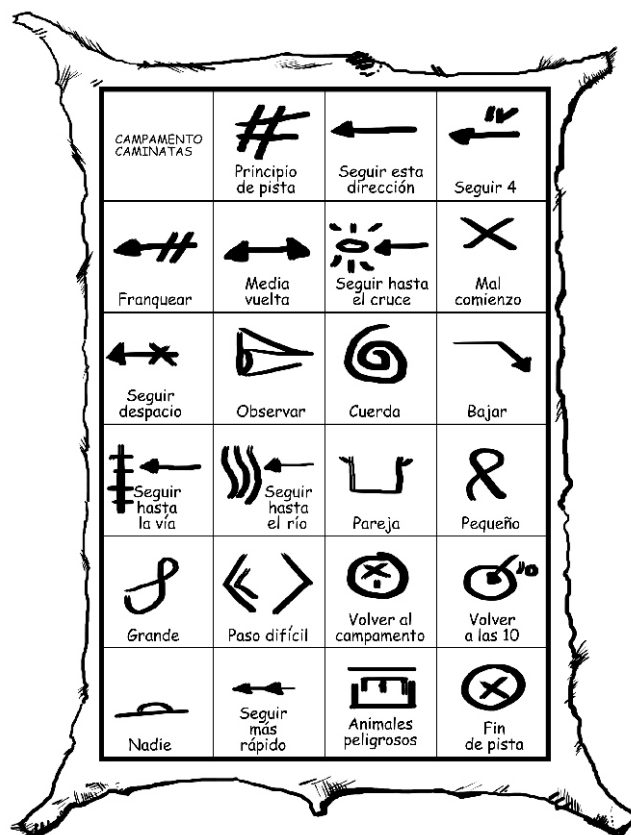 CAMPAMENTO
CAMINATAS
Principio
de pista
Seguir esta
dirección
Seguir 4
Franquear
Media
vuelta
Seguir hasta
el cruce
Mal
comienzo
Seguir
despacio
Observar
Cuerda
Bajar
Seguir
hasta
la vía
Seguir
hasta
el río
Pareja
Pequeño
Grande
Paso difícil
Volver al
campamento
Volver
a las 10
Nadie
Seguir
más
rápido
Animales
peligrosos
Fin
de pista